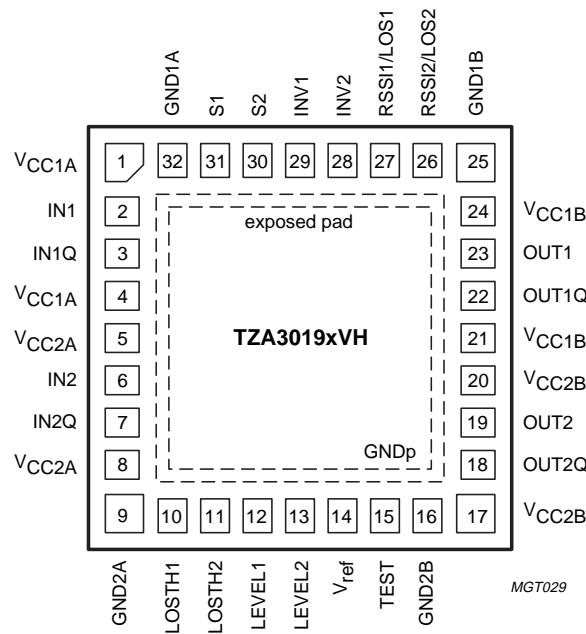 GND1A
S1
S2
INV1
INV2
RSSI1/LOS1
RSSI2/LOS2
GND1B
VCC1A 1 32 31 30 29 28 27 26 25
IN1 2 exposed pad 24 VCC1B
IN1Q 3 23 OUT1
VCC1A 4 22 OUT1Q
VCC2A 5 TZA3019xVH 21 VCC1B
IN2 6 20 VCC2B
IN2Q 7 19 OUT2
VCC2A 8 GNDp 18 OUT2Q
9 10 11 12 13 14 15 16 17 VCC2B
GND2A
LOSTH1
LOSTH2
LEVEL1
LEVEL2
Vref
TEST
GND2B
MGT029